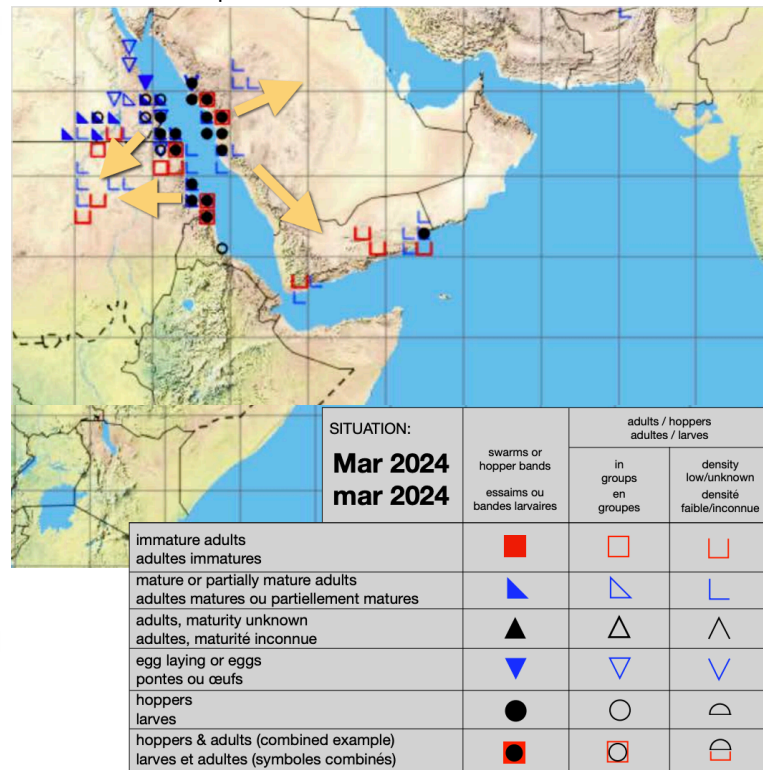 SITUATION:
Mar 2024
mar 2024
swarms or
hopper bands
essaims ou
bandes larvaires
adults / hoppers
adultes / larves
in
groups
en
groupes
density
low/unknown
densité
faible/inconnue
immature adults
adultes immatures
mature or partially mature adults
adultes matures ou partiellement matures
adults, maturity unknown
adultes, maturité inconnue
egg laying or eggs
pontes ou œufs
hoppers
larves
hoppers & adults (combined example)
larves et adultes (symboles combinés)